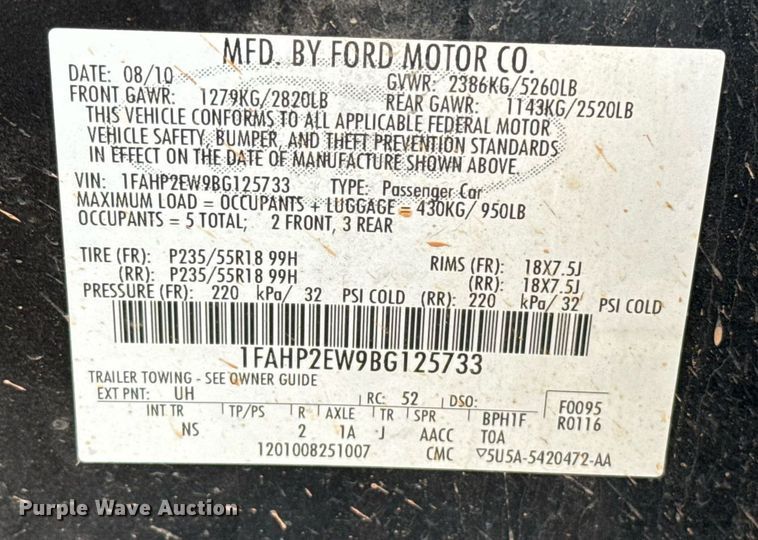 MFD. BY FORD MOTOR CO.
DATE: 08/10 GVWR: 2386KG/5260LB
FRONT GAWR: 1279KG/2820LB REAR GAWR: 1143KG/2520LB
THIS VEHICLE CONFORMS TO ALL APPLICABLE FEDERAL MOTOR
VEHICLE SAFETY, BUMPER, AND THEFT PREVENTION STANDARDS
IN EFFECT ON THE DATE OF MANUFACTURE SHOWN ABOVE.
VIN: 1FAHP2EW9BG125733 TYPE: Passenger Car
MAXIMUM LOAD = OCCUPANTS + LUGGAGE = 430KG/ 950LB
OCCUPANTS = 5 TOTAL; 2 FRONT, 3 REAR
TIRE (FR): P235/55R18 99H RIMS (FR): 18X7.5J
(RR): P235/55R18 99H (RR): 18X7.5J
PRESSURE (FR): 220 kPa/ 32 PSI COLD (RR): 220 kPa/ 32 PSI COLD
1FAHP2EW9BG125733
TRAILER TOWING - SEE OWNER GUIDE
EXT PNT: UH RC: 52 DSO: F0095
INT TR TP/PS R AXLE TR SPR BPH1F R0116
NS 2 1A J AACC TOA
1201008251007 CMC ▽5U5A-5420472-AA
Purple Wave Auction